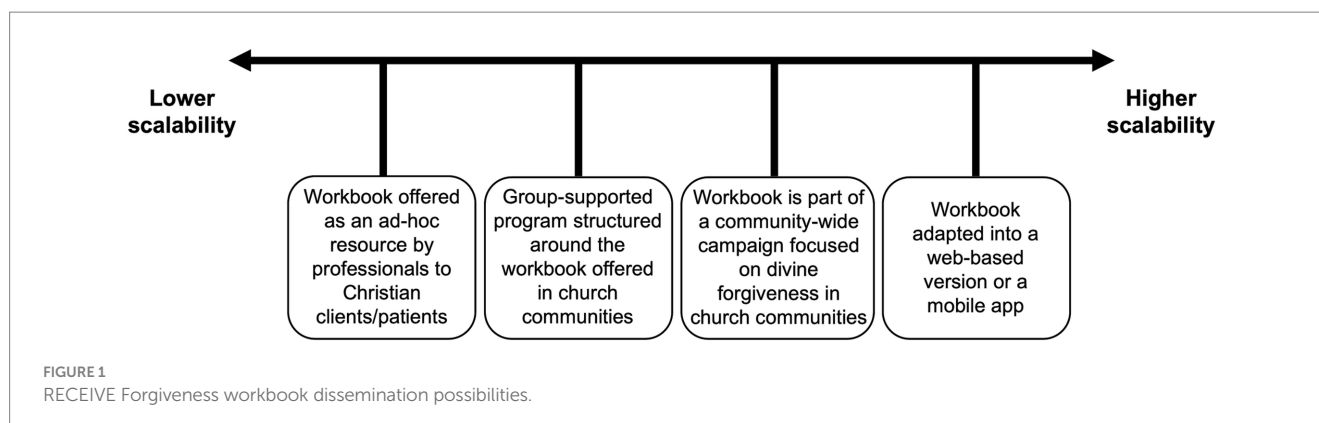 Lower
scalability
Higher
scalability
Workbook offered
as an ad-hoc
resource by
professionals to
Christian
clients/patients
Group-supported
program structured
around the
workbook offered
in church
communities
Workbook is part of
a community-wide
campaign focused
on divine
forgiveness in
church communities
Workbook
adapted into a
web-based
version or a
mobile app
FIGURE 1
RECEIVE Forgiveness workbook dissemination possibilities.